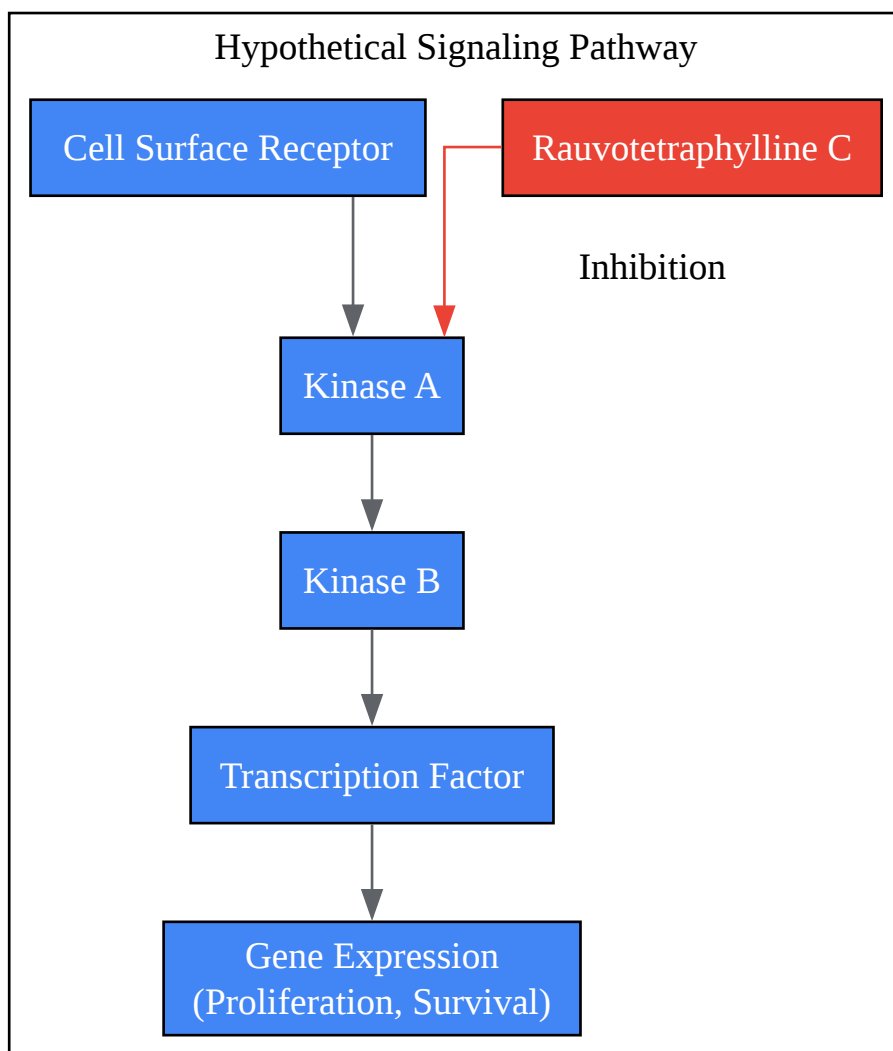 Hypothetical Signaling Pathway
Cell Surface Receptor
Rauvotetraphylline C
Inhibition
Kinase A
Kinase B
Transcription Factor
Gene Expression
(Proliferation, Survival)